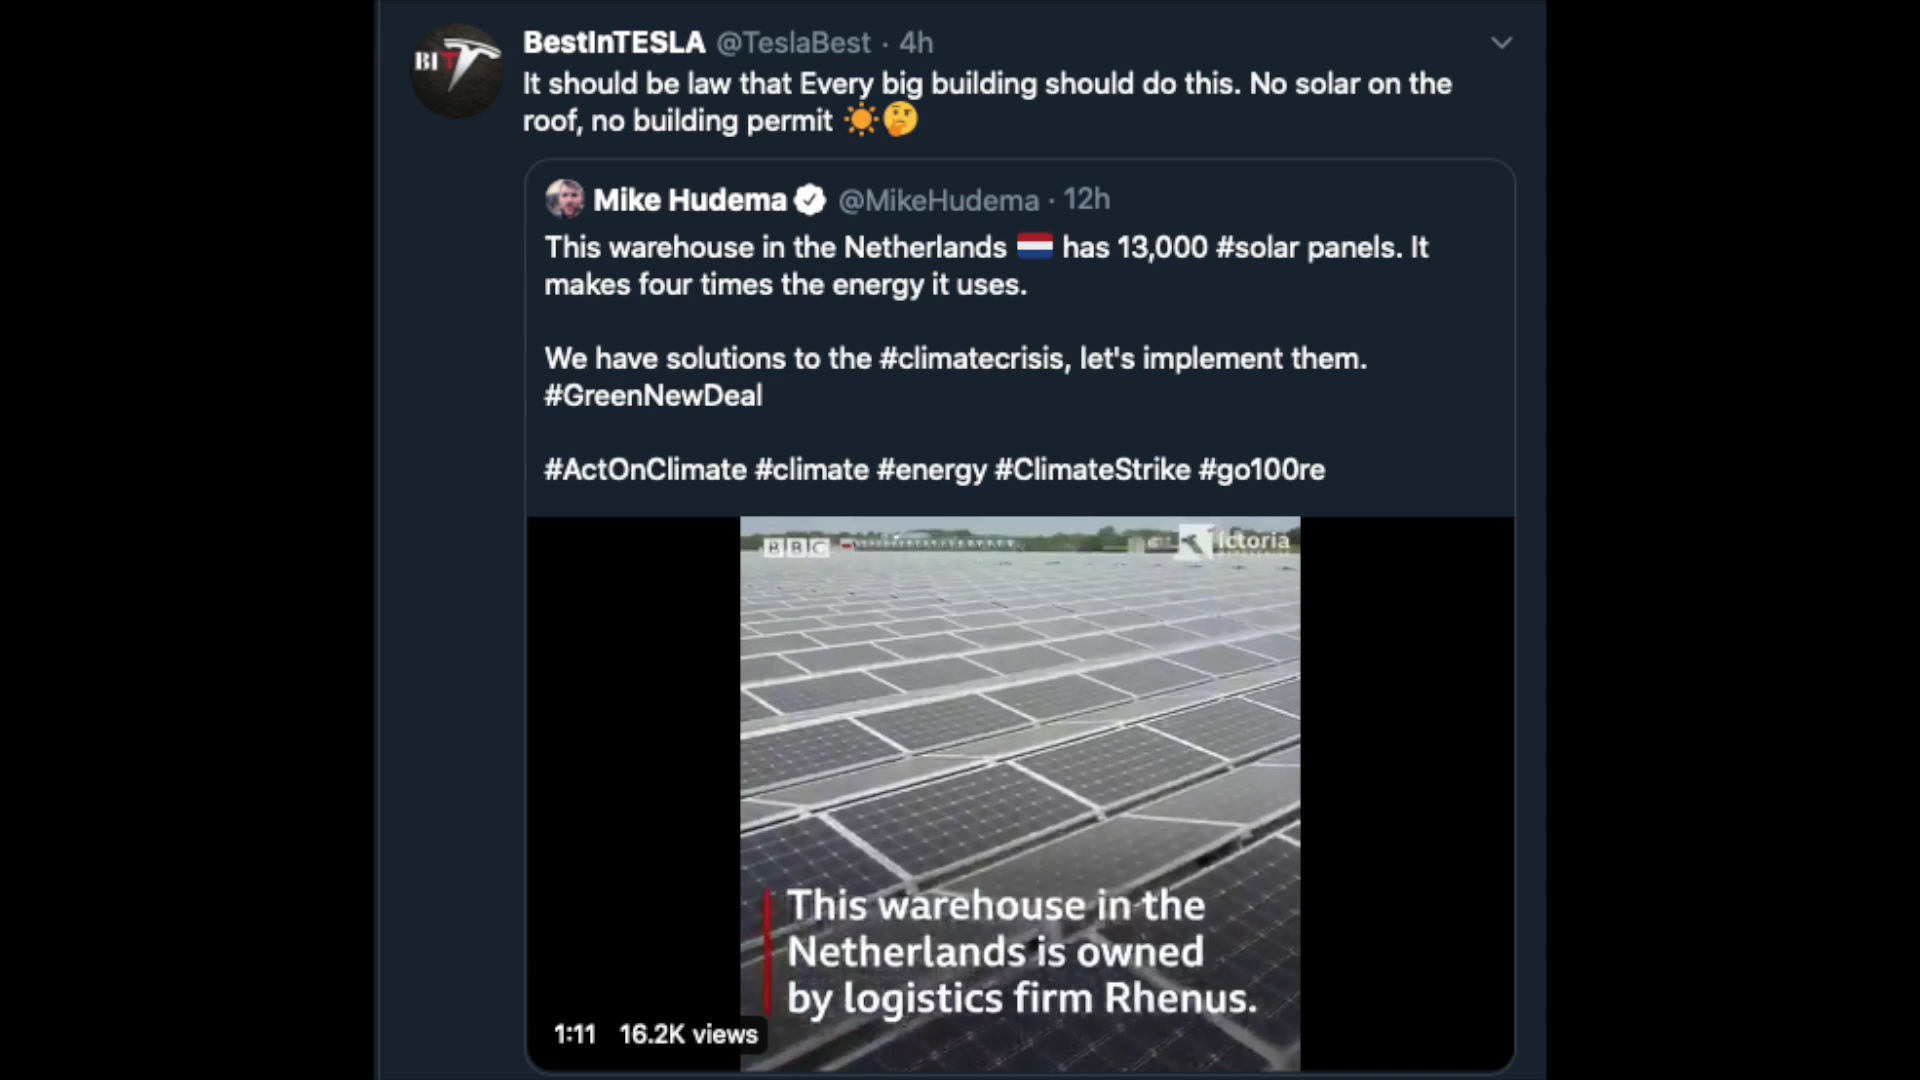 BIT
BestInTESLA @TeslaBest · 4h
It should be law that Every big building should do this. No solar on the
roof, no building permit ☀️🤔
Mike Hudema @MikeHudema · 12h
This warehouse in the Netherlands 🇳🇱 has 13,000 #solar panels. It
makes four times the energy it uses.
We have solutions to the #climatecrisis, let's implement them.
#GreenNewDeal
#ActOnClimate #climate #energy #ClimateStrike #go100re
BBC
ictoria
This warehouse in the
Netherlands is owned
by logistics firm Rhenus.
1:11 16.2K views